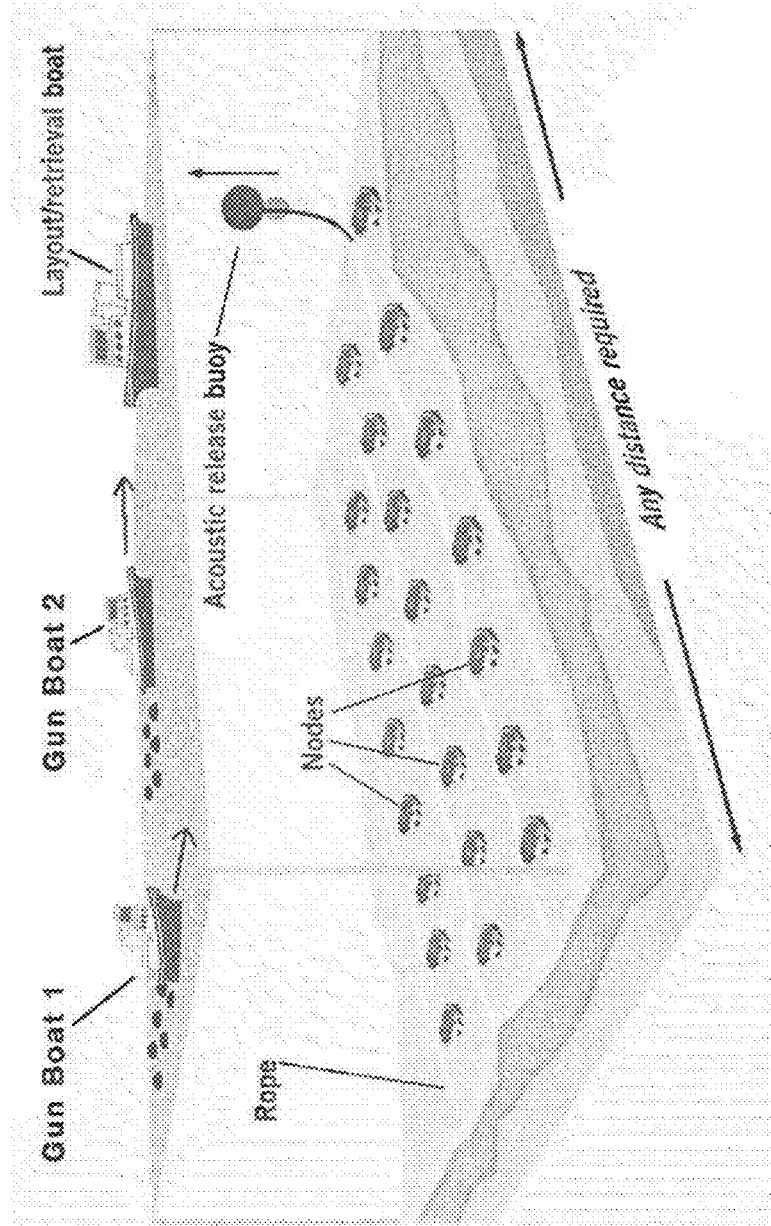 Gun Boat 1
Gun Boat 2
Layout/retrieval boat
Acoustic release buoy
Rope
Nodes
Any distance required